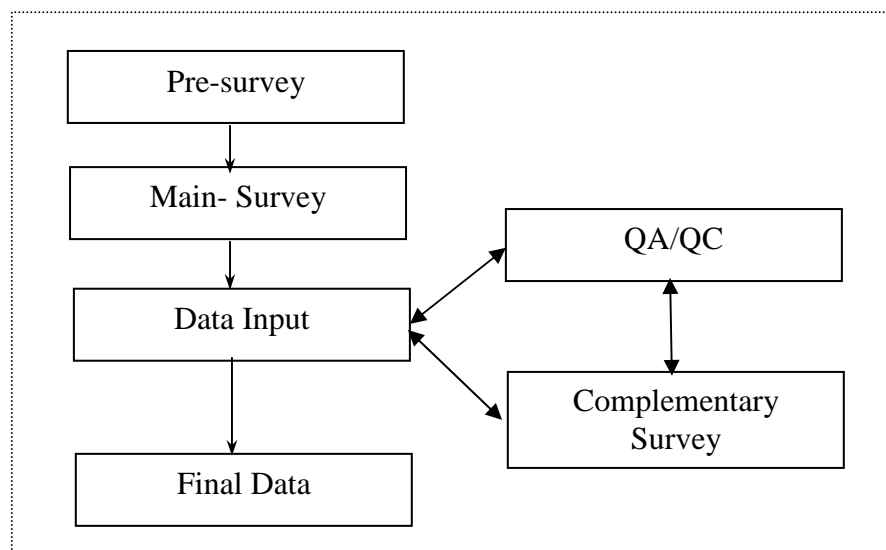 Pre-survey
Main- Survey
QA/QC
Data Input
Complementary
Survey
Final Data